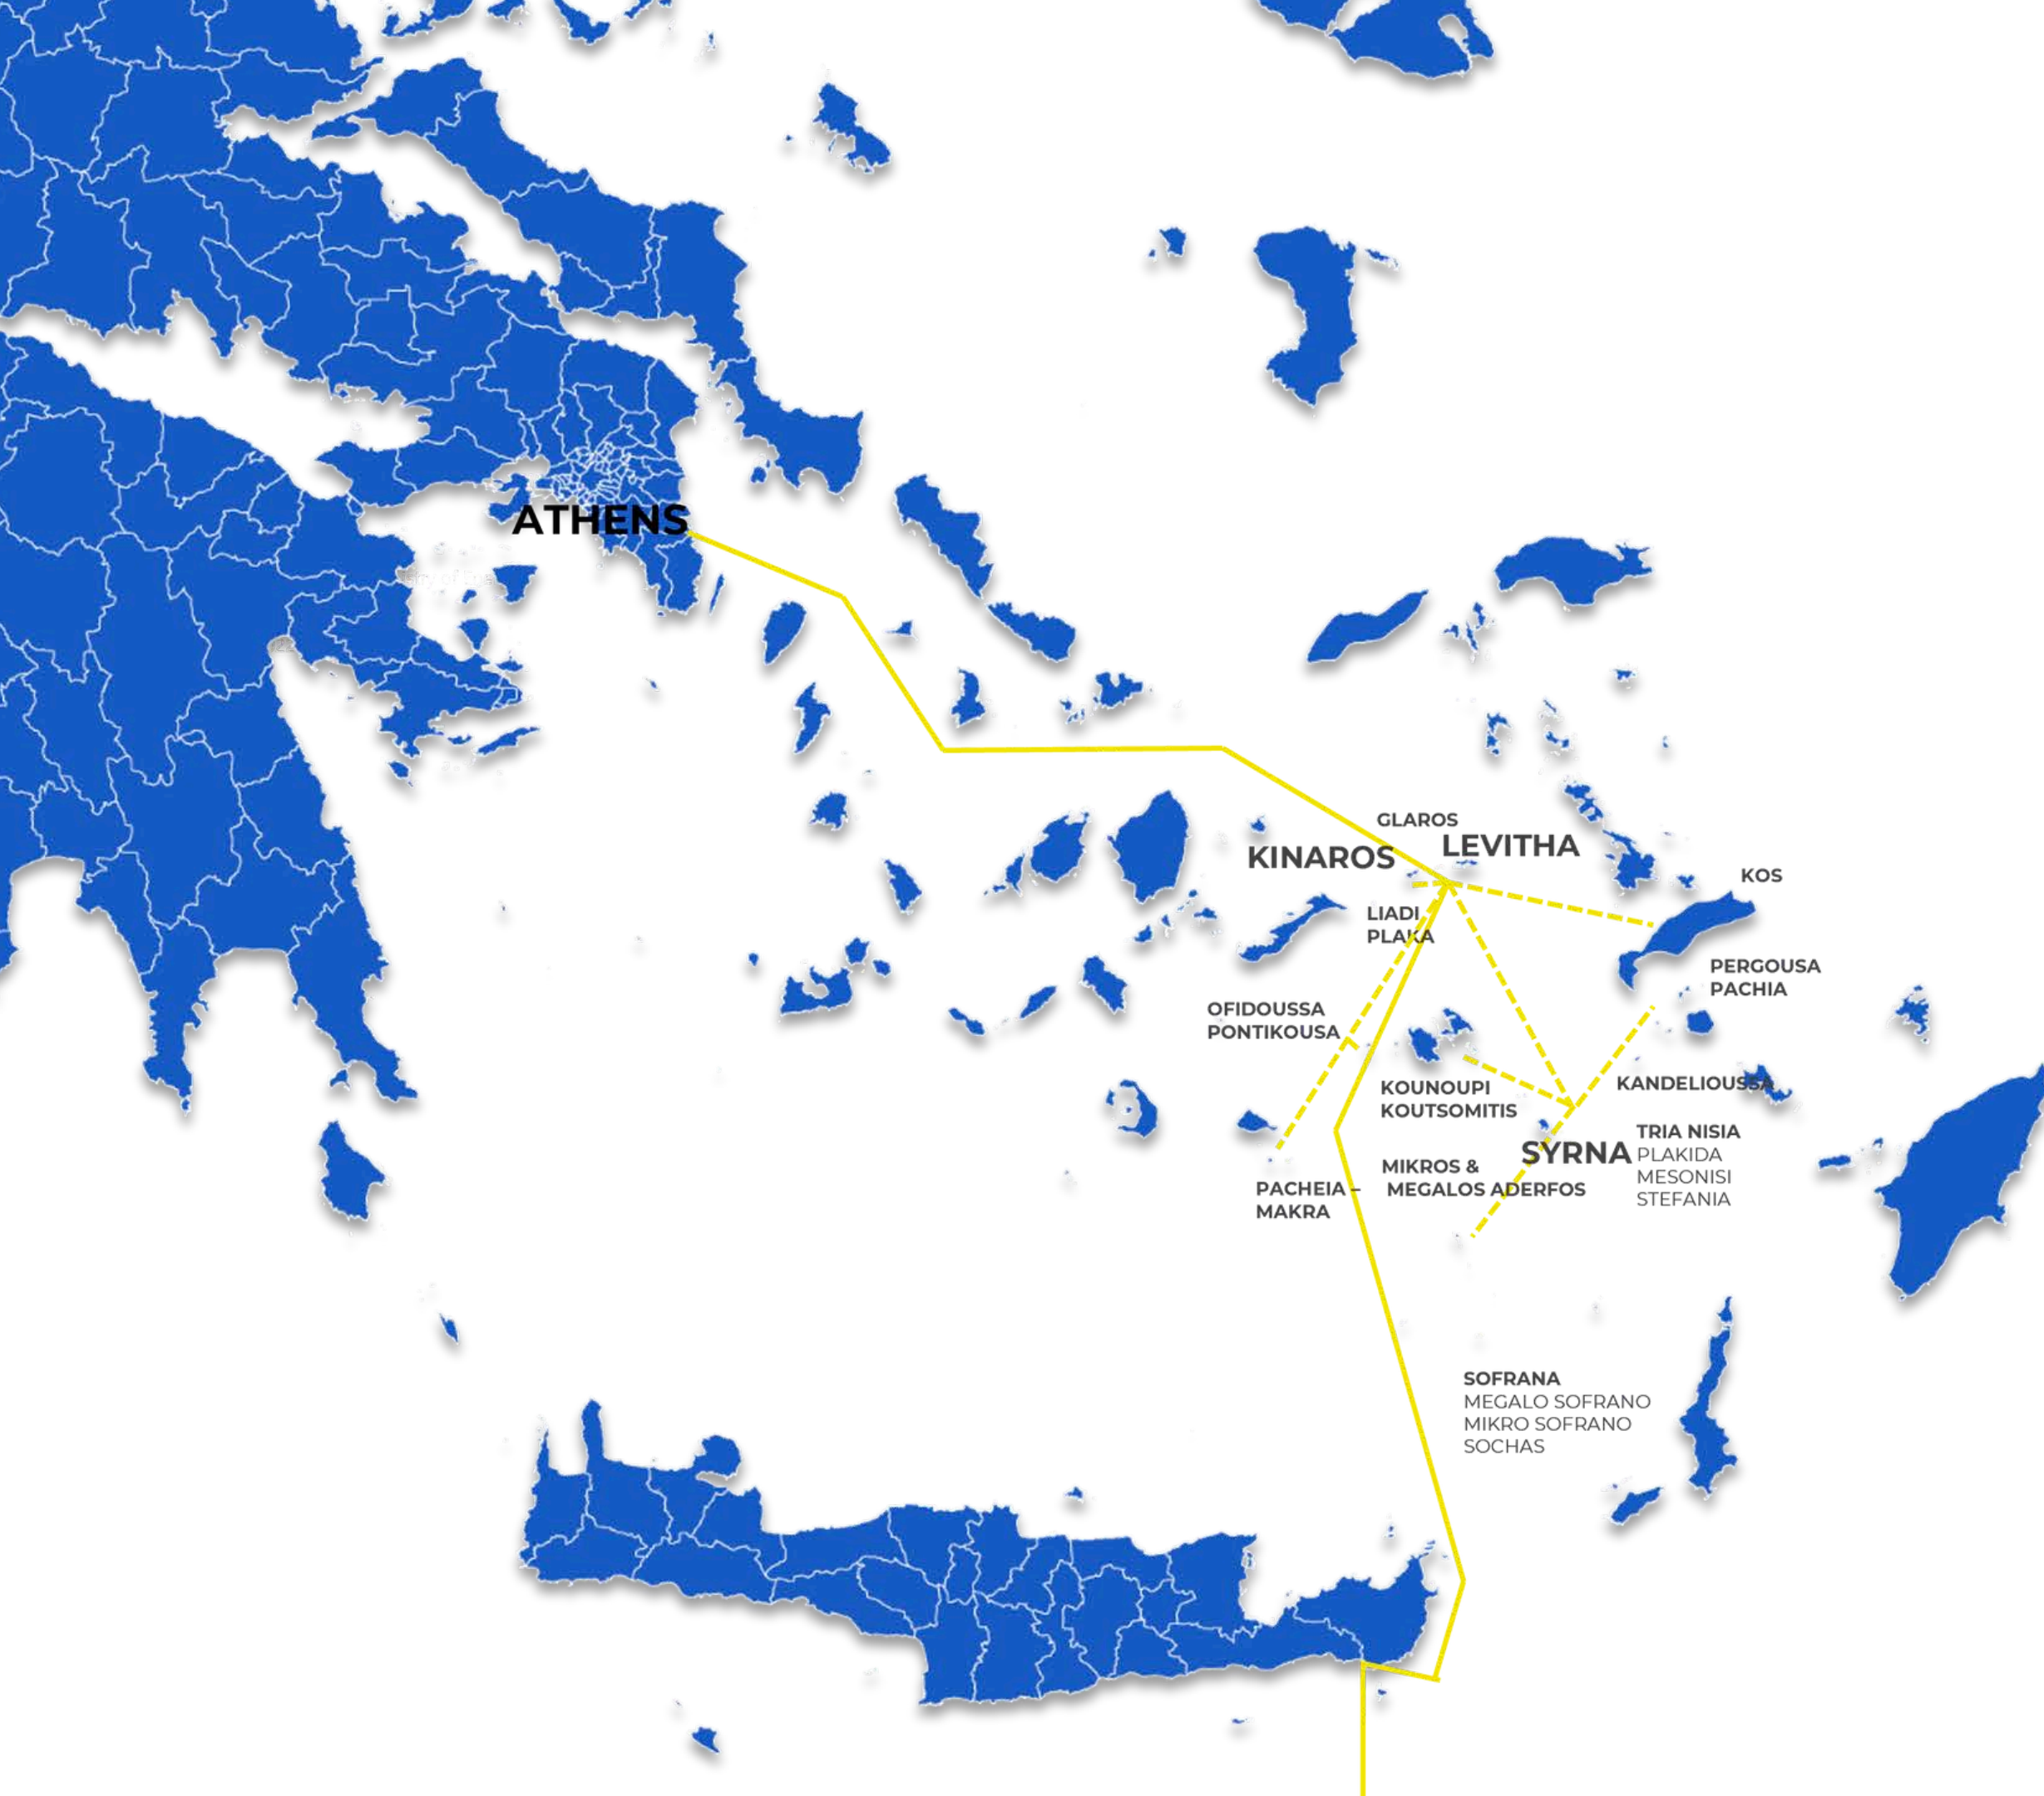 ATHENS
GLAROS
LEVITHA
KINAROS
KOS
LIADI
PLAKA
PERGOUSA
PACHIA
OFIDOUSSA
PONTIKOUSA
KOUNOUPI
KOUTSOMITIS
KANDELIOUSSA
SYRNA
TRIA NISIA
PLAKIDA
MESONISI
STEFANIA
MIKROS &
MEGALOS ADERFOS
PACHEIA –
MAKRA
SOFRANA
MEGALO SOFRANO
MIKRO SOFRANO
SOCHAS